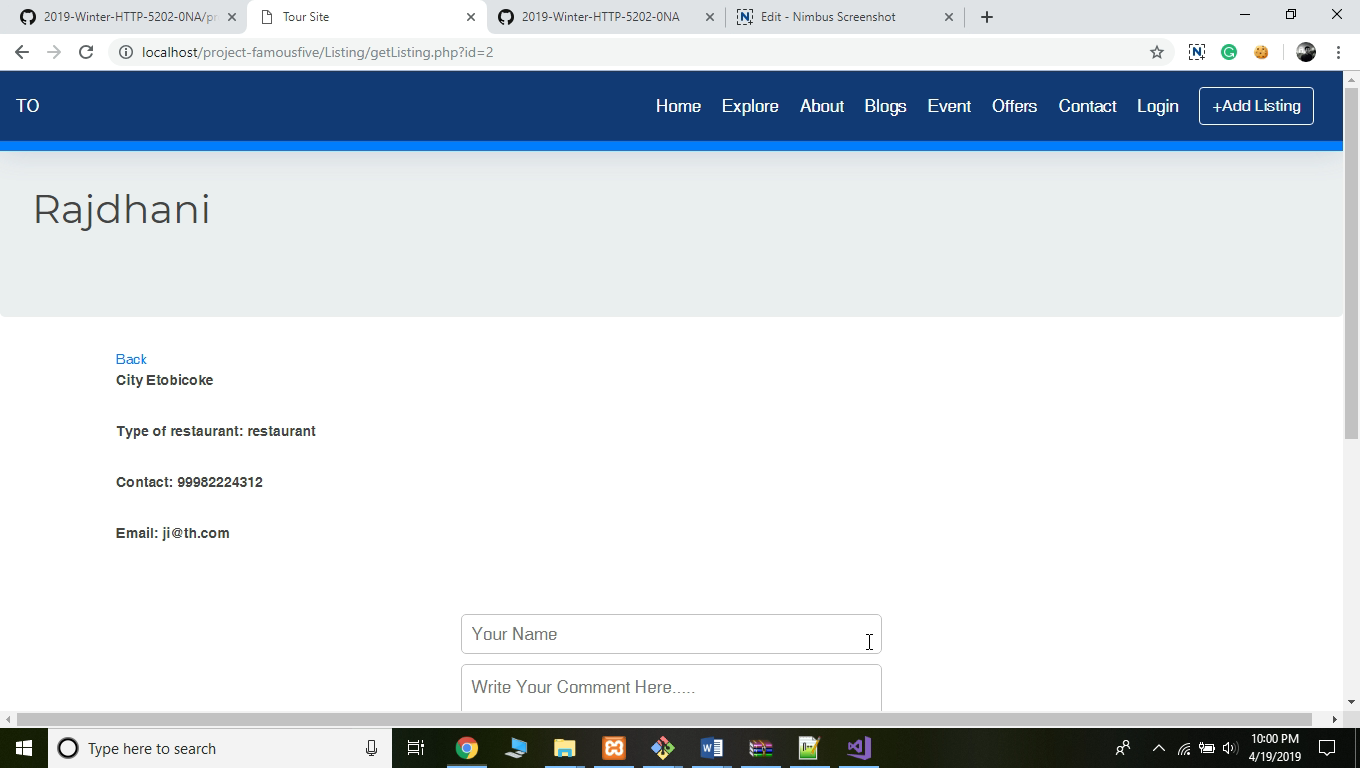 2019-Winter-HTTP-5202-0NA/pr
Tour Site
2019-Winter-HTTP-5202-0NA
Edit - Nimbus Screenshot
localhost/project-famousfive/Listing/getListing.php?id=2
TO
Home Explore About Blogs Event Offers Contact Login +Add Listing
Rajdhani
Back
City Etobicoke
Type of restaurant: restaurant
Contact: 99982224312
Email: ji@th.com
Your Name
Write Your Comment Here.....
Type here to search
10:00 PM
4/19/2019